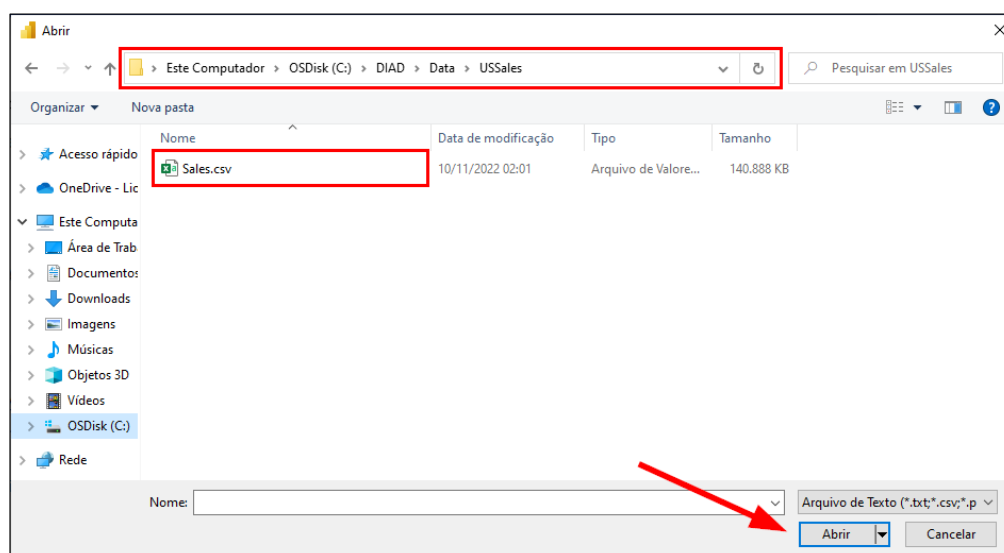 Abrir
Este Computador > OSDisk (C:) > DIAD > Data > USSales
Pesquisar em USSales
Organizar
Nova pasta
Nome
Data de modificação
Tipo
Tamanho
Sales.csv
10/11/2022 02:01
Arquivo de Valore...
140.888 KB
Acesso rápido
OneDrive - Lic
Este Computa
Área de Trab
Documentos
Downloads
Imagens
Músicas
Objetos 3D
Vídeos
OSDisk (C:)
Rede
Nome:
Arquivo de Texto (*.txt;*.csv;*.p
Abrir
Cancelar